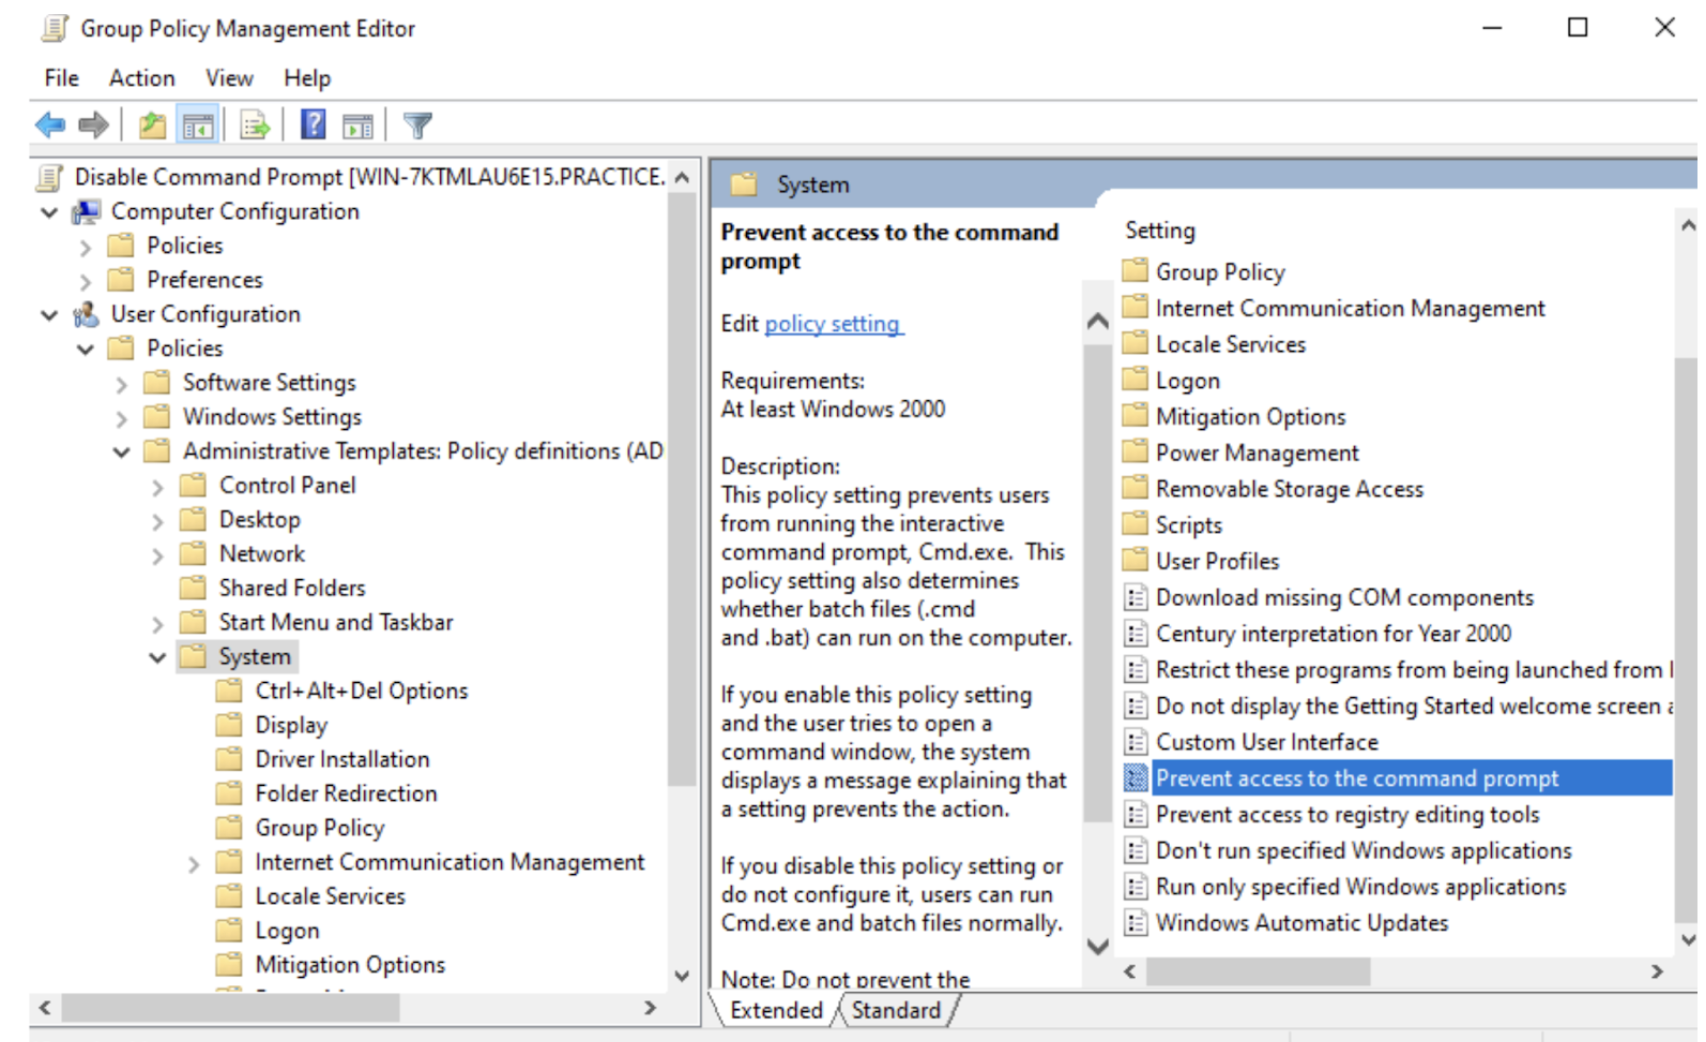 Group Policy Management Editor
File Action View Help
Disable Command Prompt [WIN-7KTMLAU6E15.PRACTICE.
Computer Configuration
Policies
Preferences
User Configuration
Policies
Software Settings
Windows Settings
Administrative Templates: Policy definitions (AD
Control Panel
Desktop
Network
Shared Folders
Start Menu and Taskbar
System
Ctrl+Alt+Del Options
Display
Driver Installation
Folder Redirection
Group Policy
Internet Communication Management
Locale Services
Logon
Mitigation Options
System
Prevent access to the command
prompt
Edit policy setting
Requirements:
At least Windows 2000
Description:
This policy setting prevents users
from running the interactive
command prompt, Cmd.exe. This
policy setting also determines
whether batch files (.cmd
and .bat) can run on the computer.
If you enable this policy setting
and the user tries to open a
command window, the system
displays a message explaining that
a setting prevents the action.
If you disable this policy setting or
do not configure it, users can run
Cmd.exe and batch files normally.
Note: Do not prevent the
Setting
Group Policy
Internet Communication Management
Locale Services
Logon
Mitigation Options
Power Management
Removable Storage Access
Scripts
User Profiles
Download missing COM components
Century interpretation for Year 2000
Restrict these programs from being launched from
Do not display the Getting Started welcome screen
Custom User Interface
Prevent access to the command prompt
Prevent access to registry editing tools
Don't run specified Windows applications
Run only specified Windows applications
Windows Automatic Updates
Extended Standard